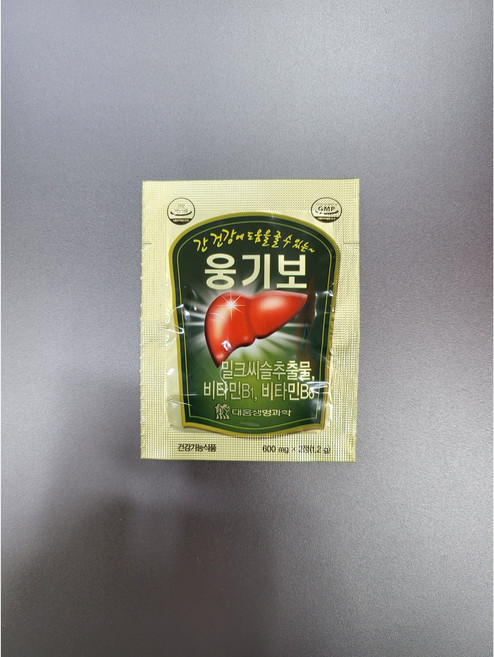 GMP
간 건강에 도움을 줄 수 있는~
웅기보
밀크씨슬추출물,
비타민B1, 비타민B6
대웅생명과학
건강기능식품
600 mg × 2정(1.2 g)